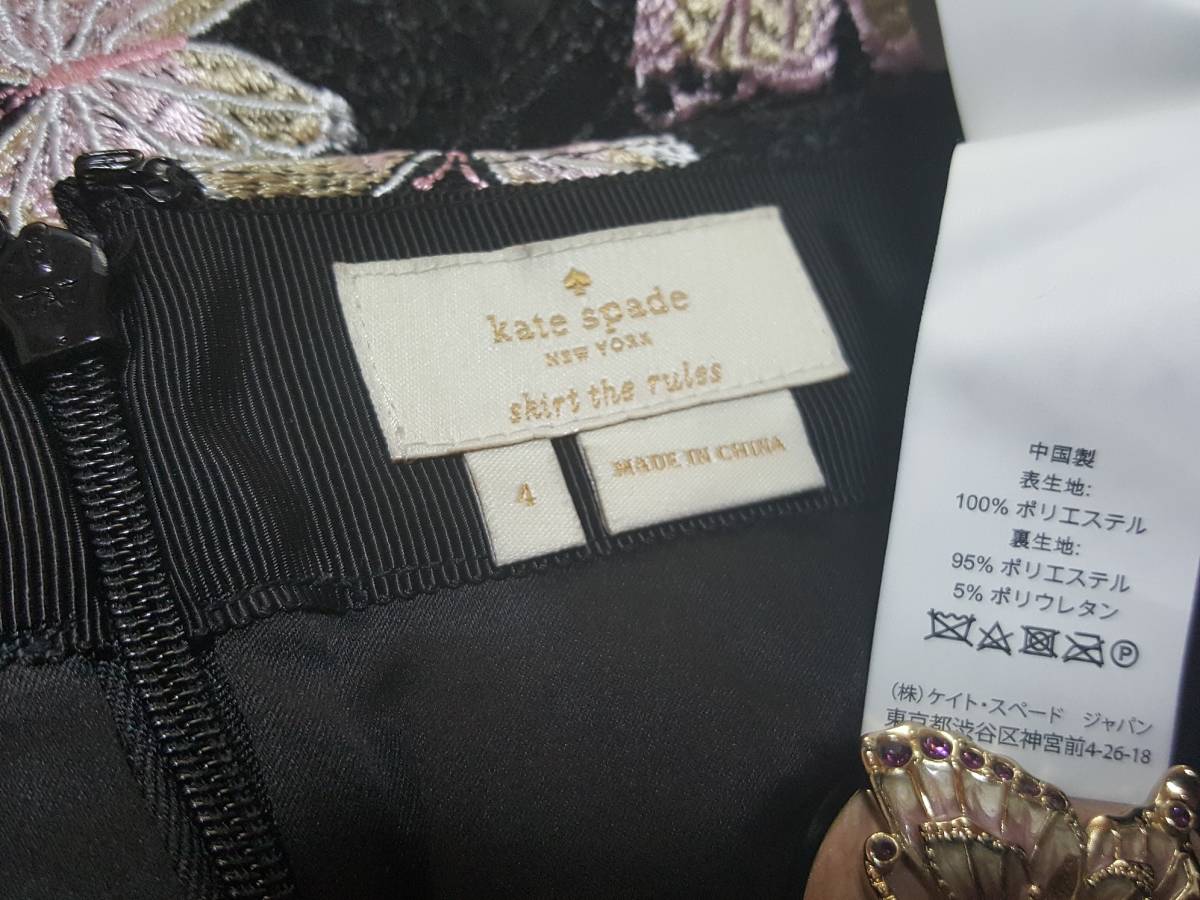 kate spade
NEW YORK
skirt the rules
4
MADE IN CHINA
中国製
表生地:
100% ポリエステル
裏生地:
95% ポリエステル
5% ポリウレタン
P
(株)ケイト・スペード ジャパン
東京都渋谷区神宮前4-26-18